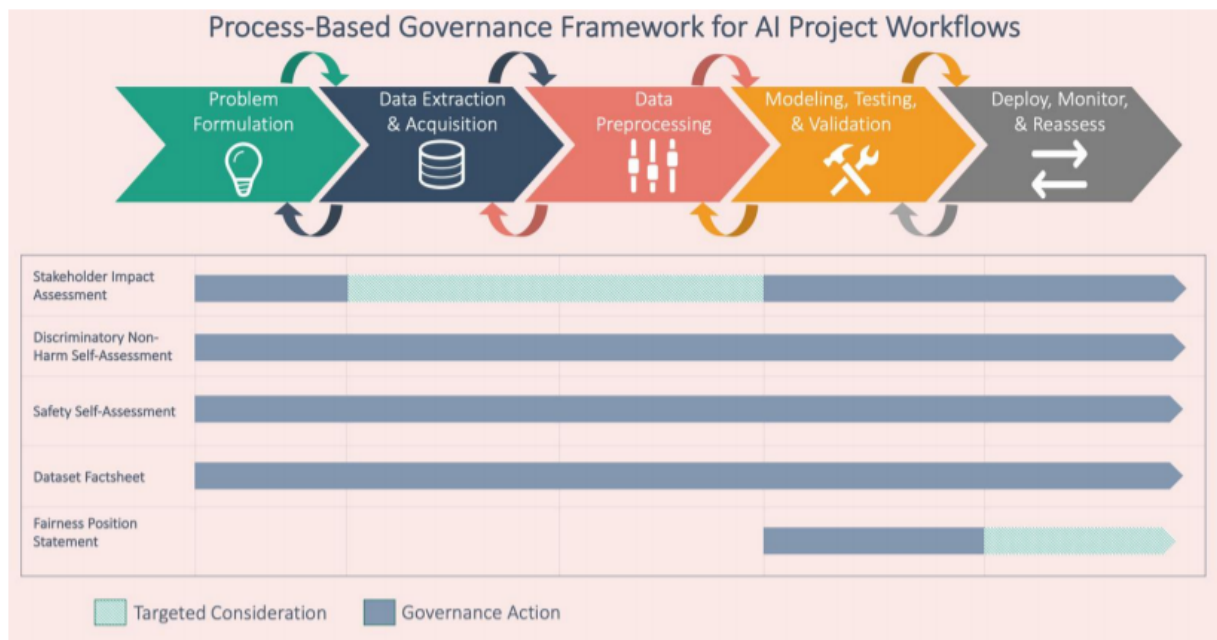 Process-Based Governance Framework for AI Project Workflows
Problem
Formulation
Data Extraction
& Acquisition
Data
Preprocessing
Modeling, Testing,
& Validation
Deploy, Monitor,
& Reassess
Stakeholder Impact
Assessment
Discriminatory Non-
Harm Self-Assessment
Safety Self-Assessment
Dataset Factsheet
Fairness Position
Statement
Targeted Consideration
Governance Action